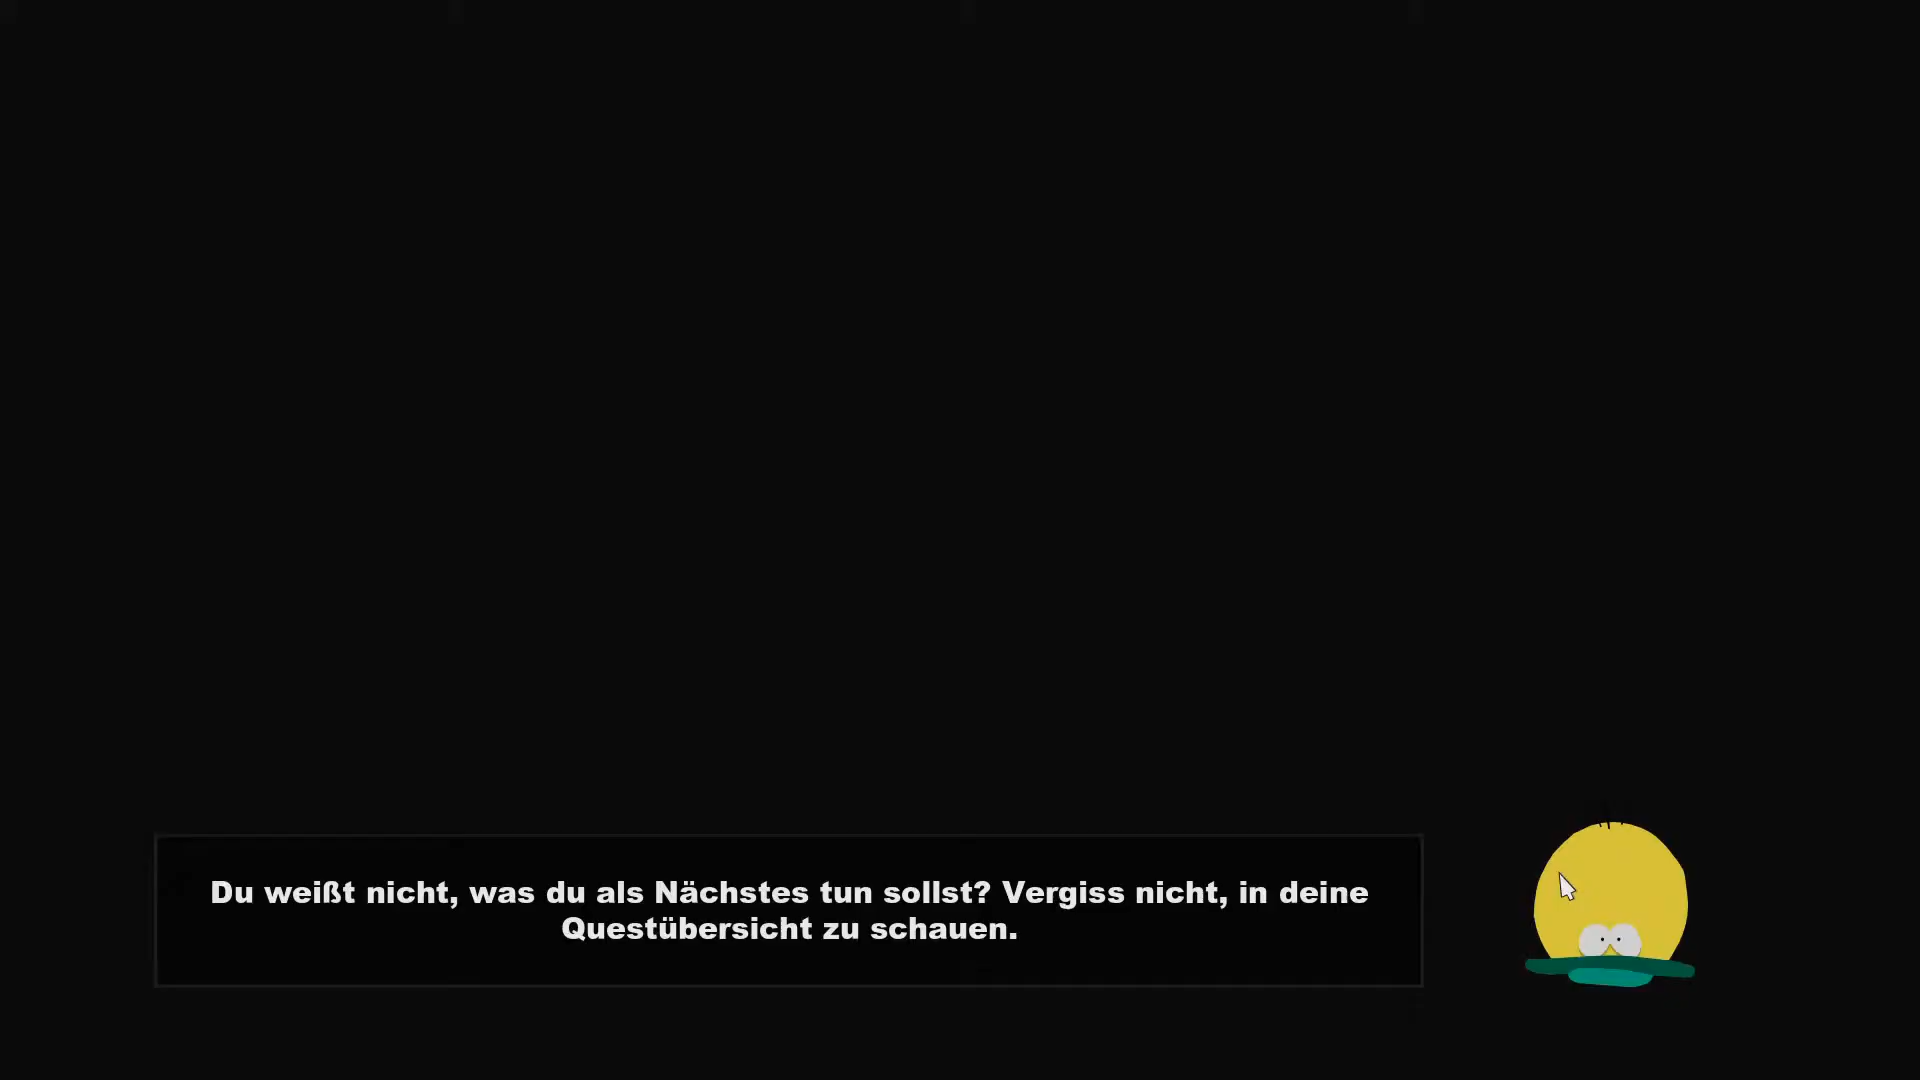 Du weißt nicht, was du als Nächstes tun sollst? Vergiss nicht, in deine
Questübersicht zu schauen.